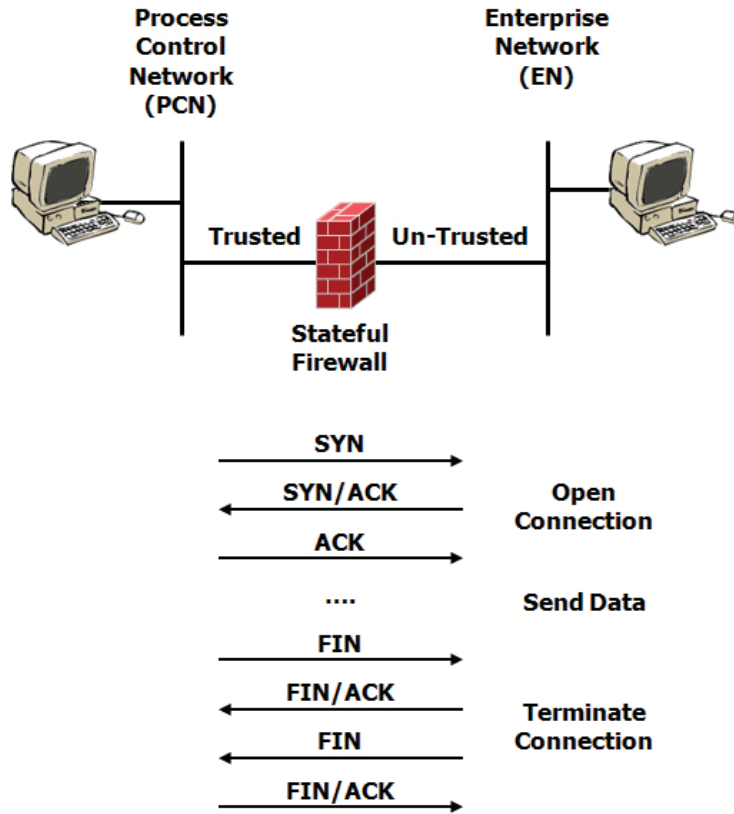 Process
Control
Network
(PCN)
Enterprise
Network
(EN)
Trusted
Un-Trusted
Stateful
Firewall
SYN
SYN/ACK
Open
Connection
ACK
....
Send Data
FIN
FIN/ACK
Terminate
Connection
FIN
FIN/ACK